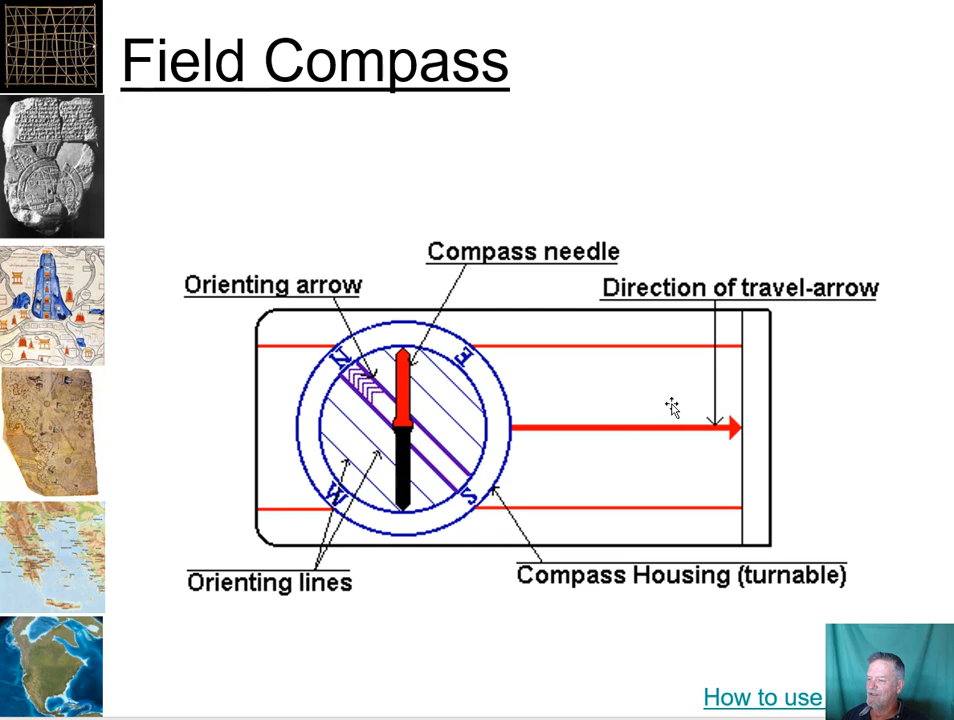 Field Compass
Compass needle
Orienting arrow
Direction of travel-arrow
N
E
W
S
Orienting lines
Compass Housing (turnable)
How to use